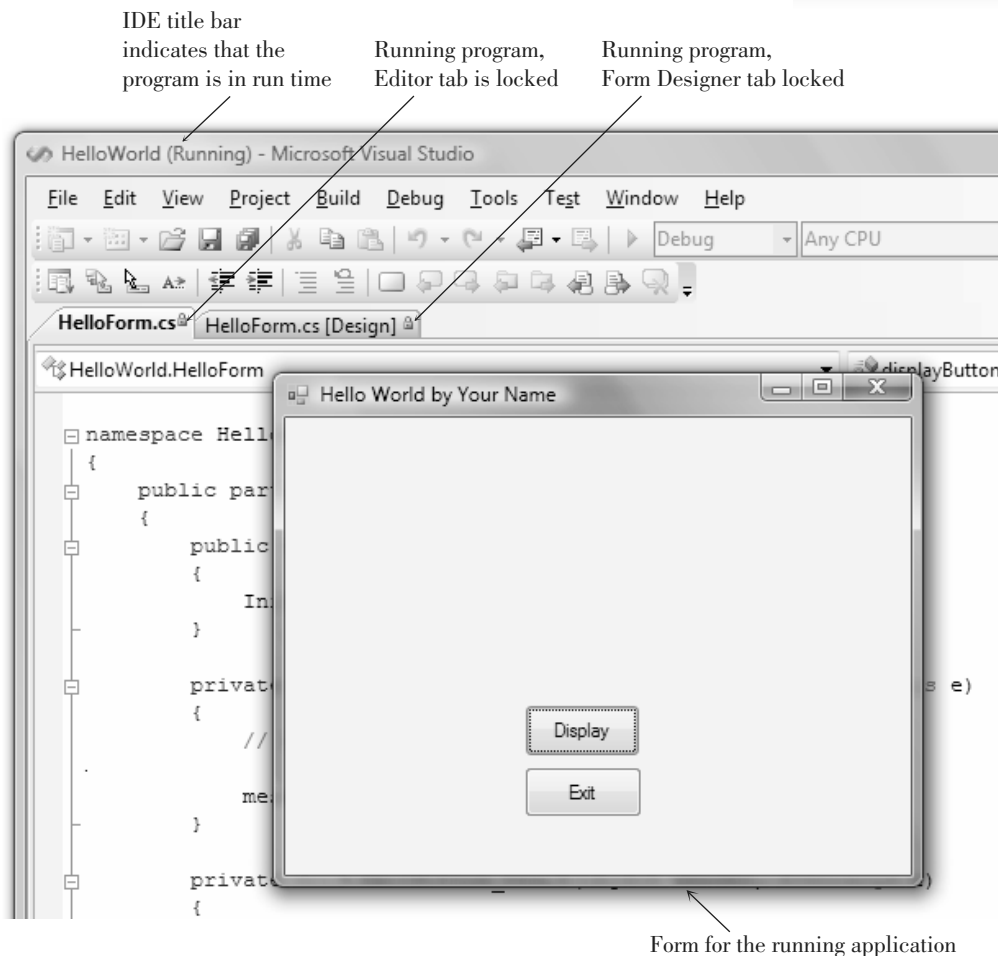 IDE title bar
indicates that the
program is in run time
Running program,
Editor tab is locked
Running program,
Form Designer tab locked
HelloWorld (Running) - Microsoft Visual Studio
File Edit View Project Build Debug Tools Test Window Help
Debug Any CPU
HelloForm.cs HelloForm.cs [Design]
HelloWorld.HelloForm displayButton
Hello World by Your Name
namespace Hell
{
public par
{
public
{
In
}
private s e)
{
//
me
}
private )
{
Display
Exit
Form for the running application